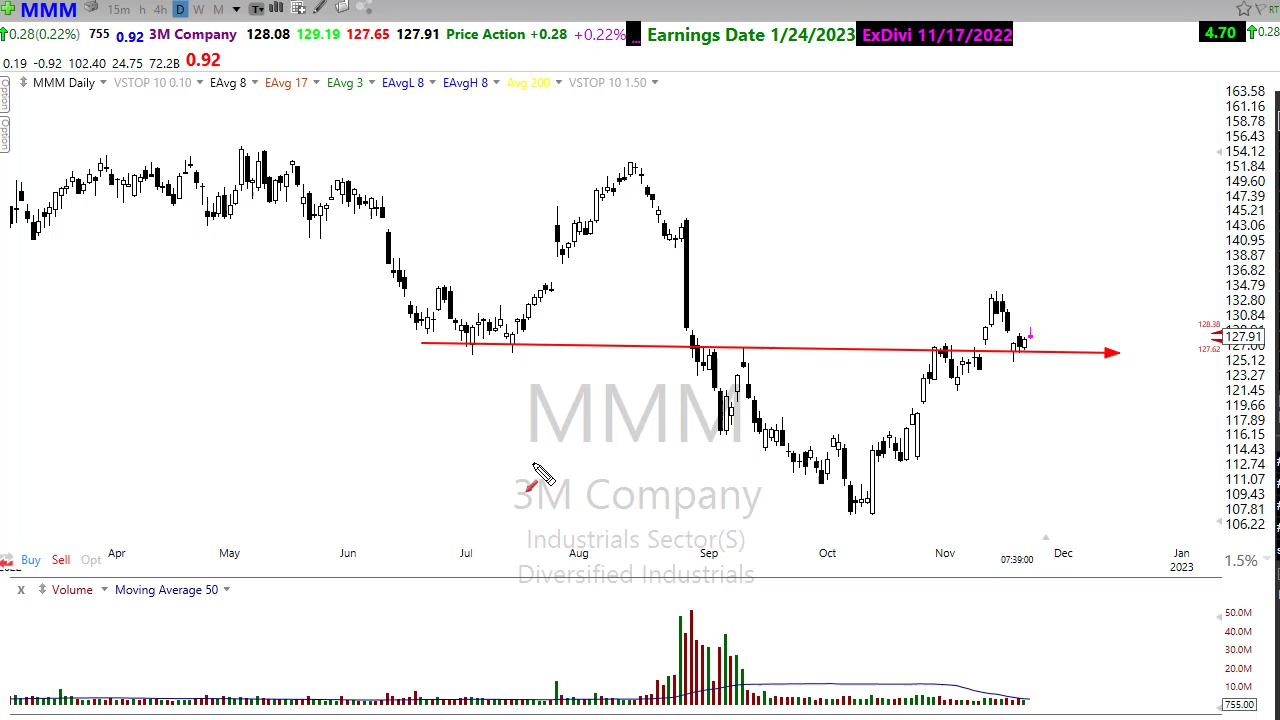 MMM 15m h 4h D W M T RT
0.28(0.22%) 755 0.92 3M Company 128.08 129.19 127.65 127.91 Price Action +0.28 +0.22% ... Earnings Date 1/24/2023 ExDivi 11/17/2022 4.70 0.28
0.19 -0.92 102.40 24.75 72.2B 0.92
MMM Daily VSTOP 10 0.10 EAvg 8 EAvg 17 EAvg 3 EAvgL 8 EAvgH 8 Avg 200 VSTOP 10 1.50
Option
Option
163.58
161.16
158.78
156.43
154.12
151.84
149.60
147.39
145.21
143.06
140.95
138.87
136.82
134.79
132.80
130.84
128.38
127.91
127.62
125.12
123.27
121.45
119.66
117.89
116.15
114.43
112.74
111.07
109.43
107.81
106.22
MMM
3M Company
Industrials Sector(S)
Diversified Industrials
Buy Sell Opt
Apr May Jun Jul Aug Sep Oct Nov Dec Jan
07:39:00 2023
1.5%
X Volume Moving Average 50
50.0M
40.0M
30.0M
20.0M
10.0M
755.00